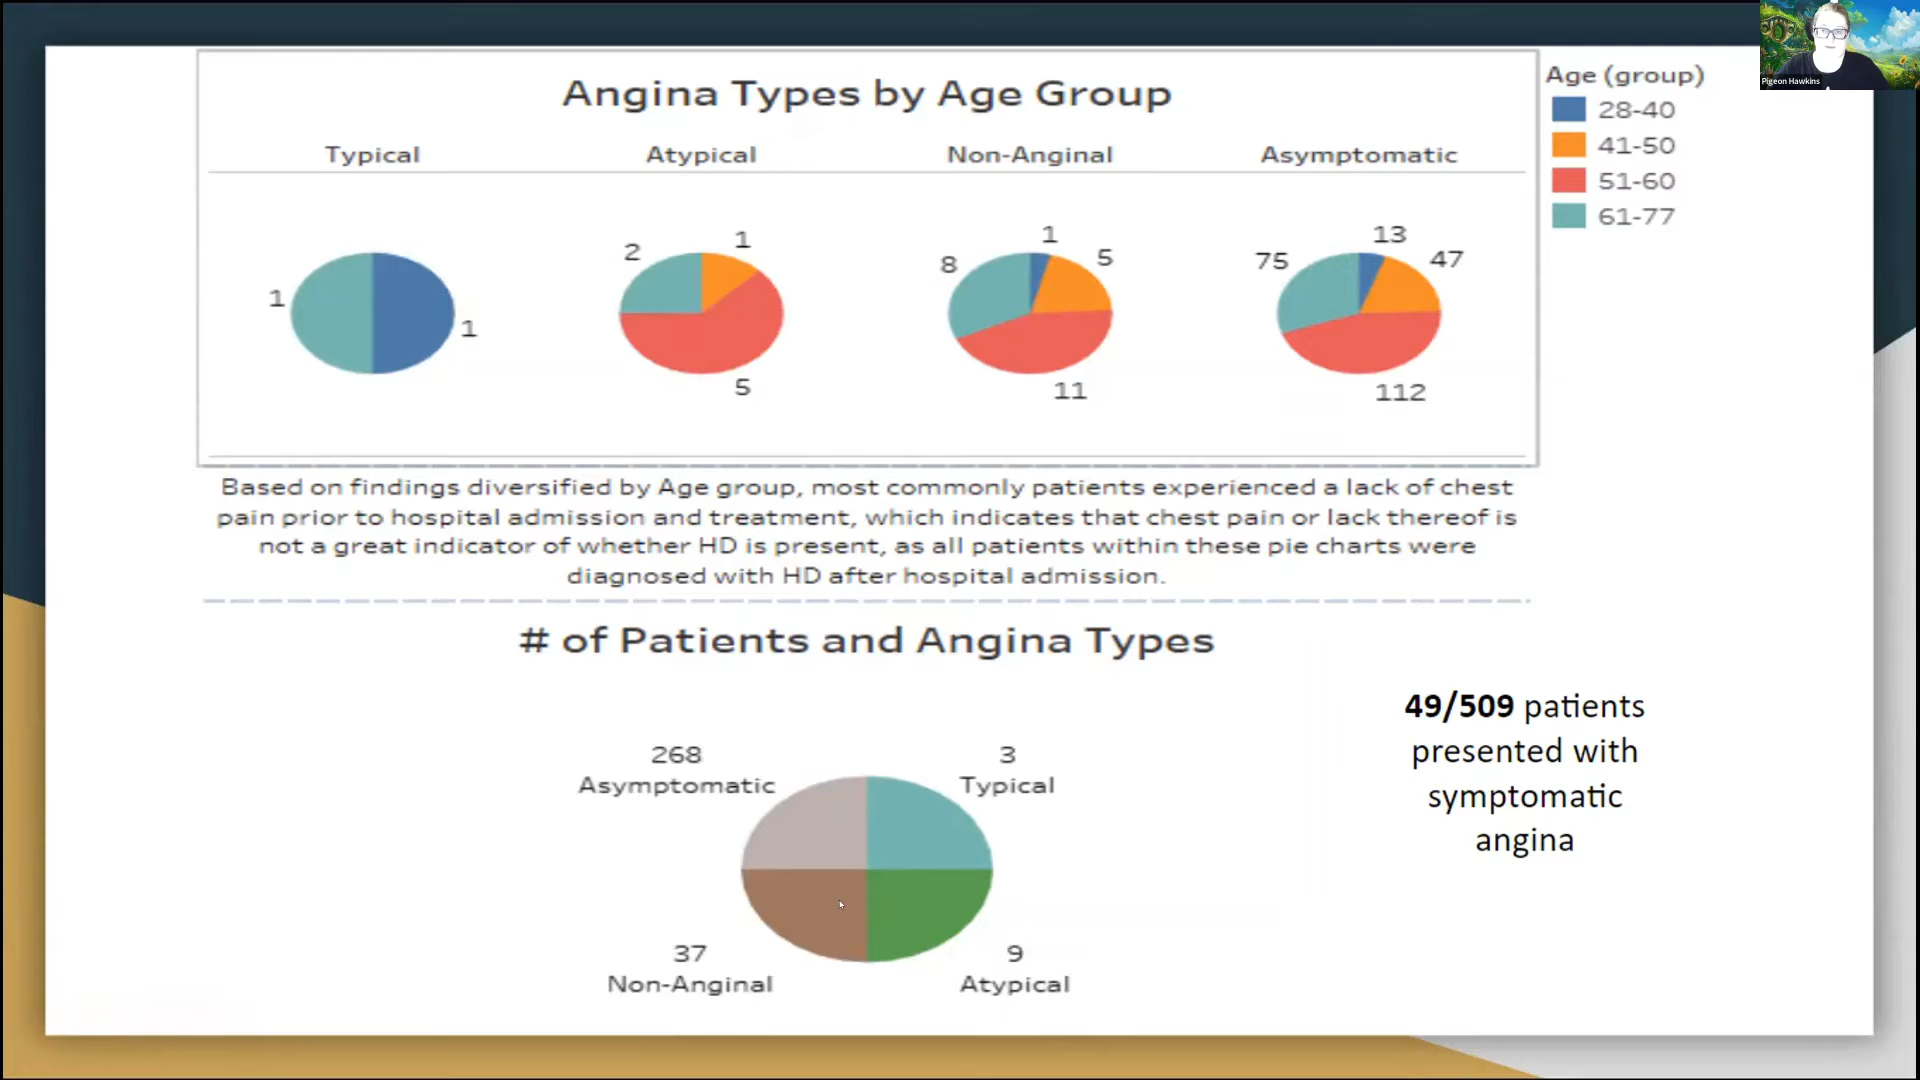 Pigeon Hawkins
Angina Types by Age Group
Typical
Atypical
Non-Anginal
Asymptomatic
1
1
2
1
5
8
1
5
11
75
13
47
112
Age (group)
28-40
41-50
51-60
61-77
Based on findings diversified by Age group, most commonly patients experienced a lack of chest
pain prior to hospital admission and treatment, which indicates that chest pain or lack thereof is
not a great indicator of whether HD is present, as all patients within these pie charts were
diagnosed with HD after hospital admission.
# of Patients and Angina Types
268
Asymptomatic
3
Typical
37
Non-Anginal
9
Atypical
49/509 patients
presented with
symptomatic
angina